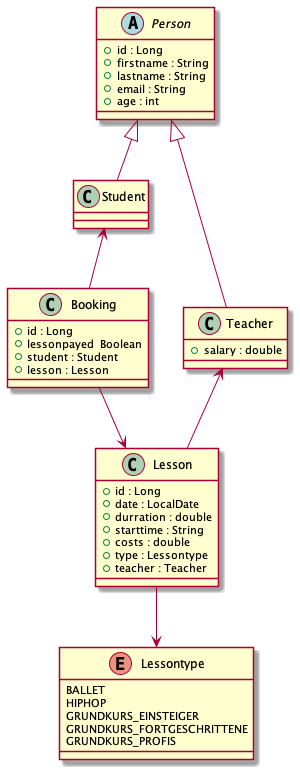 A Person
id : Long
firstname : String
lastname : String
email : String
age : int
C Student
C Booking
id : Long
lessonpayed Boolean
student : Student
lesson : Lesson
C Teacher
salary : double
C Lesson
id : Long
date : LocalDate
durration : double
starttime : String
costs : double
type : Lessontype
teacher : Teacher
E Lessontype
BALLET
HIPHOP
GRUNDKURS_EINSTEIGER
GRUNDKURS_FORTGESCHRITTENE
GRUNDKURS_PROFIS